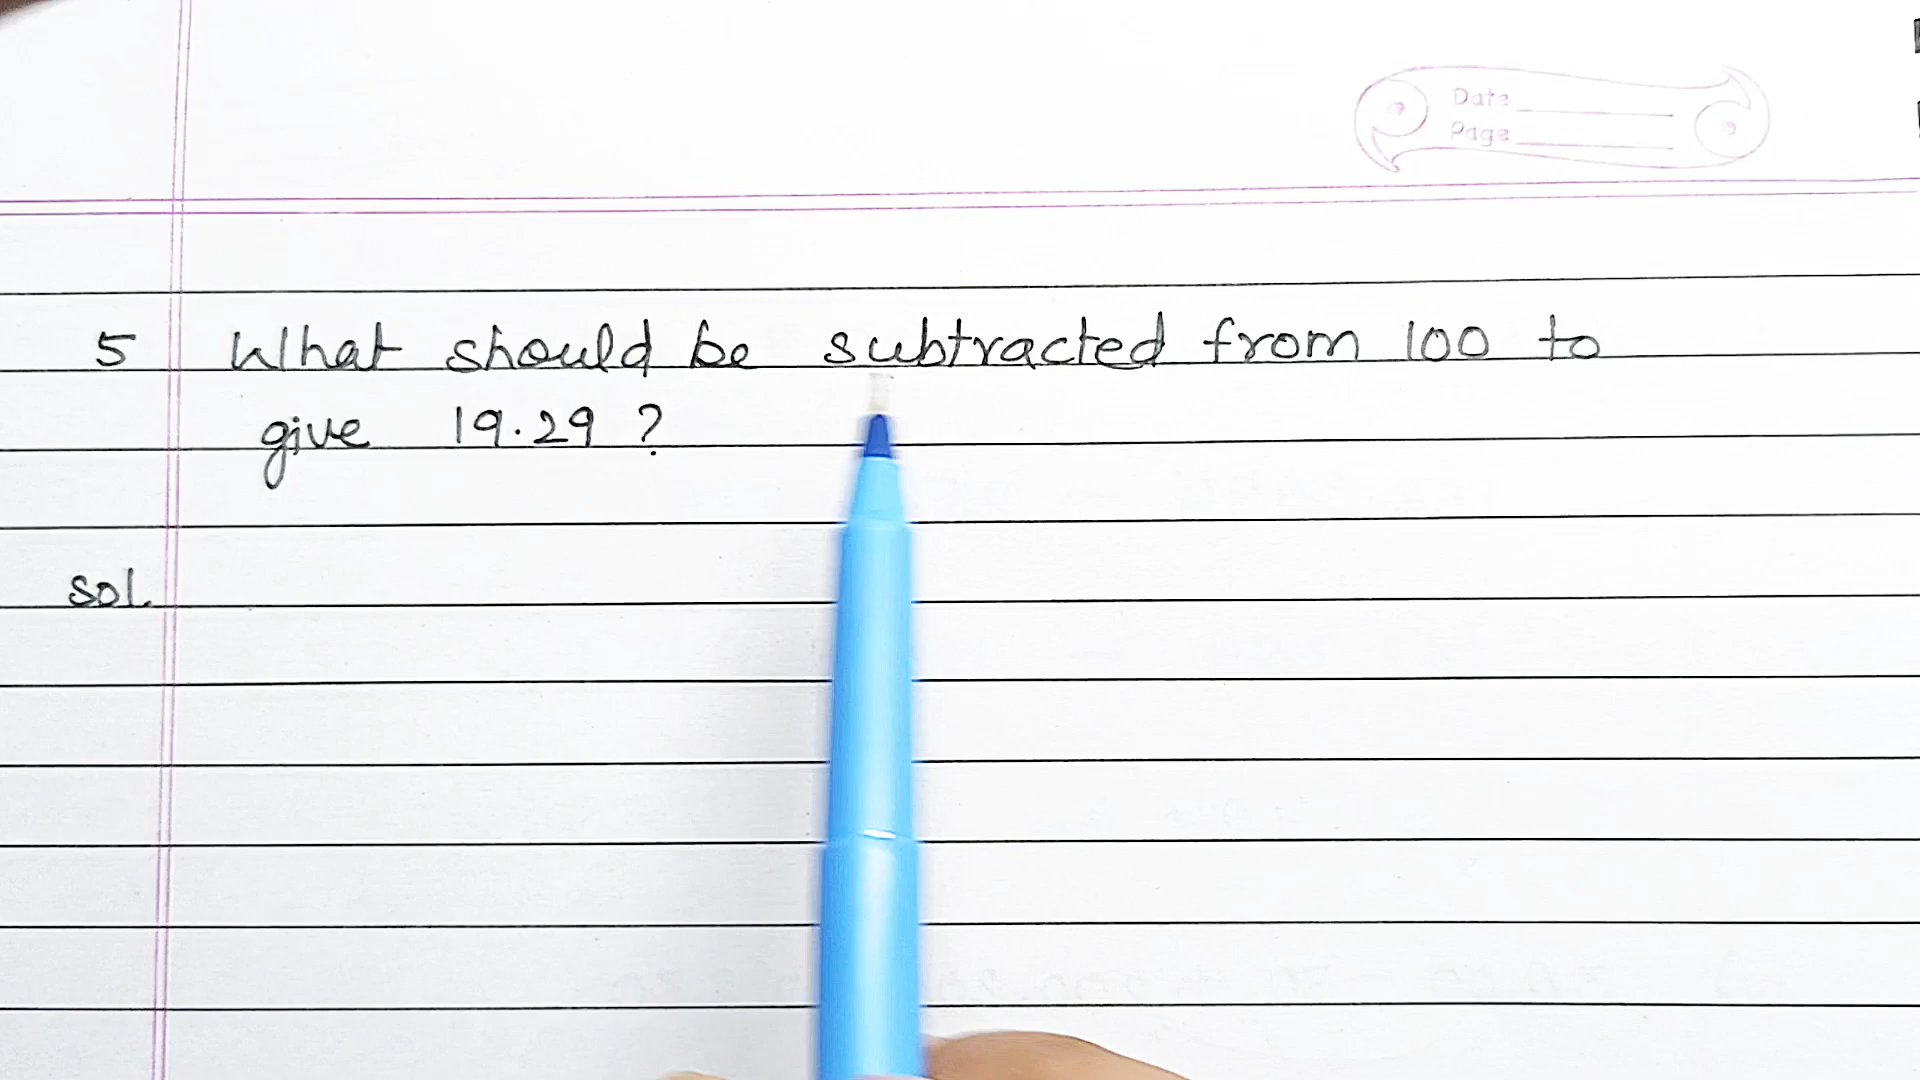 Date
Page
5 What should be subtracted from 100 to
give 19.29 ?
Sol.